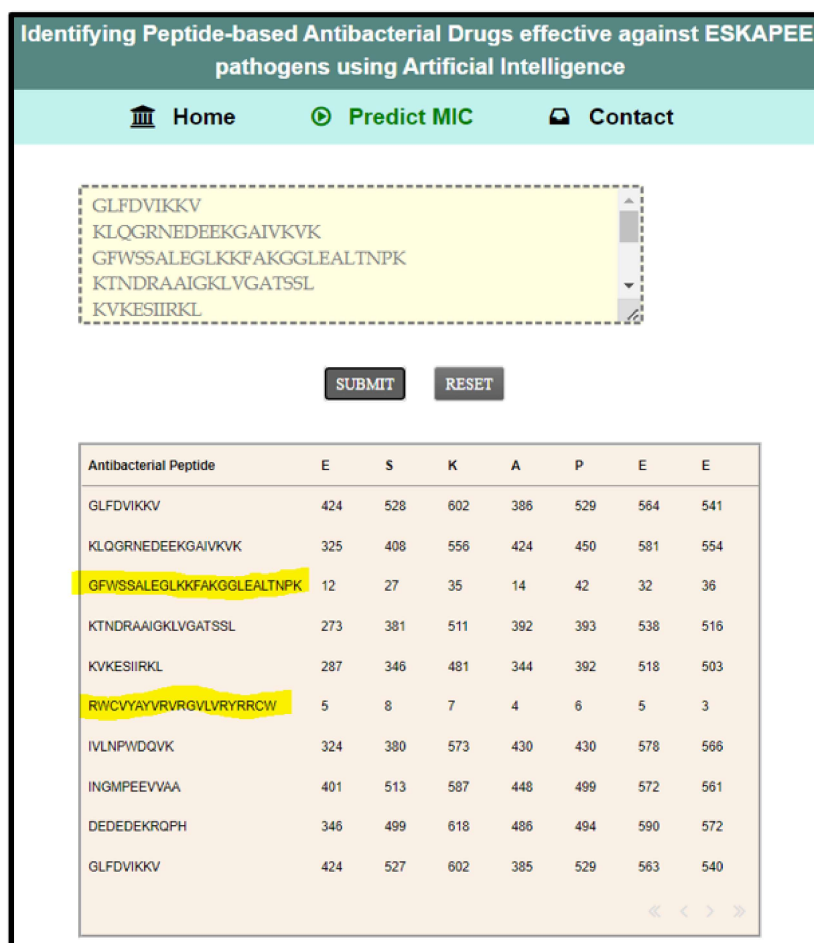 Identifying Peptide-based Antibacterial Drugs effective against ESKAPEE
pathogens using Artificial Intelligence
Home Predict MIC Contact
GLFDVIKKV
KLQGRNEDEEKGAIVKVK
GFWSSALEGLKKFAKGGLEALTNPK
KTNDRAAIGKLVGATSSL
KVKESIIRKL
SUBMIT RESET
Antibacterial Peptide E S K A P E E
GLFDVIKKV 424 528 602 386 529 564 541
KLQGRNEDEEKGAIVKVK 325 408 556 424 450 581 554
GFWSSALEGLKKFAKGGLEALTNPK 12 27 35 14 42 32 36
KTNDRAAIGKLVGATSSL 273 381 511 392 393 538 516
KVKESIIRKL 287 346 481 344 392 518 503
RWCVYAYVRVRGVLVRYRRCW 5 8 7 4 6 5 3
IVLNPWDQVK 324 380 573 430 430 578 566
INGMPEEVVAA 401 513 587 448 499 572 561
DEDEDEKRQPH 346 499 618 486 494 590 572
GLFDVIKKV 424 527 602 385 529 563 540